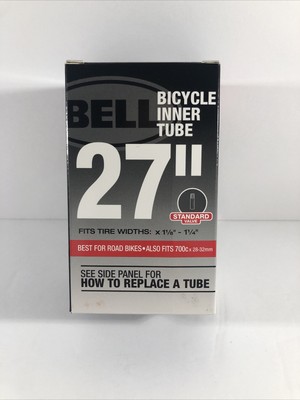 BELL
BICYCLE
INNER
TUBE
27"
STANDARD
VALVE
FITS TIRE WIDTHS: x 1⅛" - 1¼"
BEST FOR ROAD BIKES • ALSO FITS 700c x 28-32mm
SEE SIDE PANEL FOR
HOW TO REPLACE A TUBE